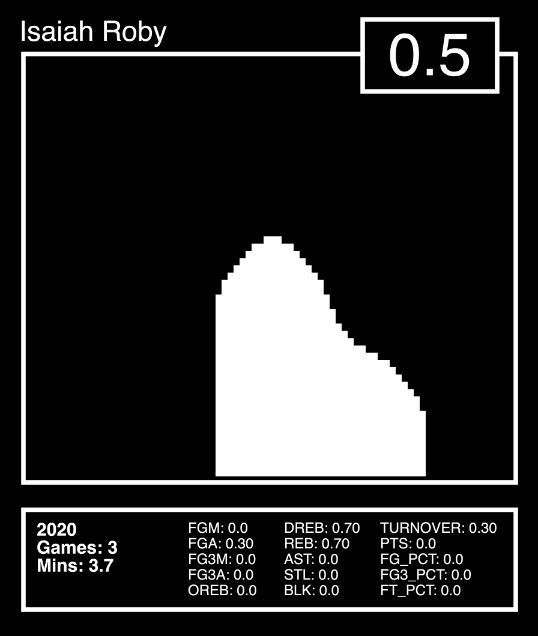 Isaiah Roby
0.5
2020
Games: 3
Mins: 3.7
FGM: 0.0
FGA: 0.30
FG3M: 0.0
FG3A: 0.0
OREB: 0.0
DREB: 0.70
REB: 0.70
AST: 0.0
STL: 0.0
BLK: 0.0
TURNOVER: 0.30
PTS: 0.0
FG_PCT: 0.0
FG3_PCT: 0.0
FT_PCT: 0.0